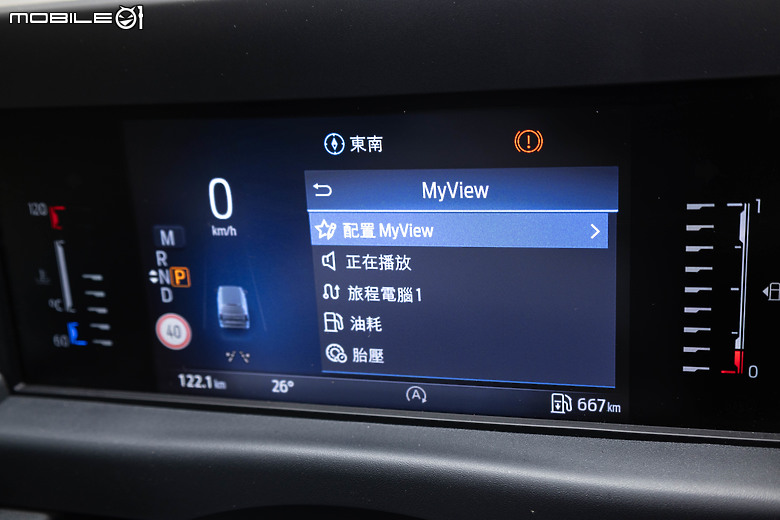 MOBILE01
東南
MyView
配置 MyView
正在播放
旅程電腦1
油耗
胎壓
0
km/h
M
R
N
D
P
40
120
°C
60
122.1 km
26°
A
667 km
1
0